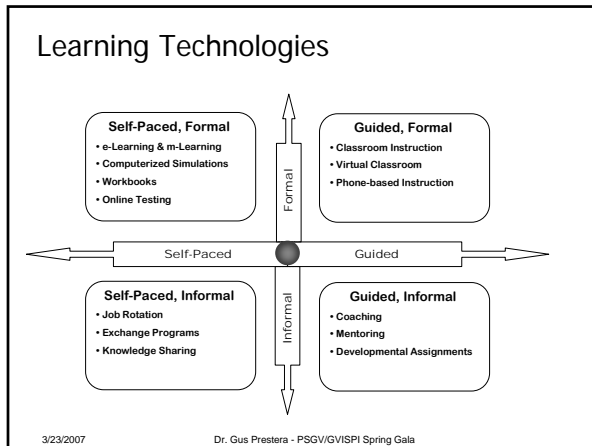 Learning Technologies
Self-Paced, Formal
• e-Learning & m-Learning
• Computerized Simulations
• Workbooks
• Online Testing
Guided, Formal
• Classroom Instruction
• Virtual Classroom
• Phone-based Instruction
Formal
Self-Paced
Guided
Informal
Self-Paced, Informal
• Job Rotation
• Exchange Programs
• Knowledge Sharing
Guided, Informal
• Coaching
• Mentoring
• Developmental Assignments
3/23/2007
Dr. Gus Prestera - PSGV/GVISPI Spring Gala